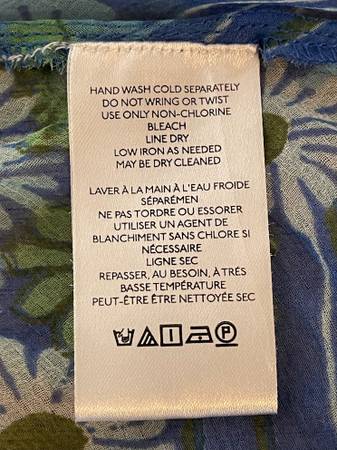 HAND WASH COLD SEPARATELY
DO NOT WRING OR TWIST
USE ONLY NON-CHLORINE
BLEACH
LINE DRY
LOW IRON AS NEEDED
MAY BE DRY CLEANED
LAVER À LA MAIN À L'EAU FROIDE
SÉPARÉMEN
NE PAS TORDRE OU ESSORER
UTILISER UN AGENT DE
BLANCHIMENT SANS CHLORE SI
NÉCESSAIRE
LIGNE SEC
REPASSER, AU BESOIN, À TRÉS
BASSE TEMPÉRATURE
PEUT-ÊTRE ÊTRE NETTOYÉE SEC
P